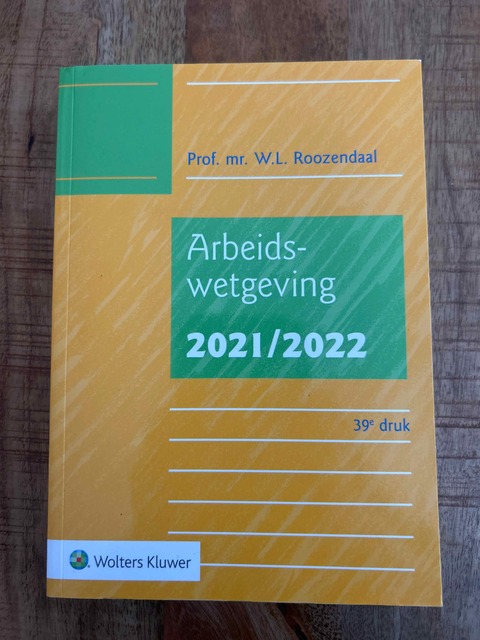 Prof. mr. W.L. Roozendaal
Arbeids-
wetgeving
2021/2022
39e druk
Wolters Kluwer